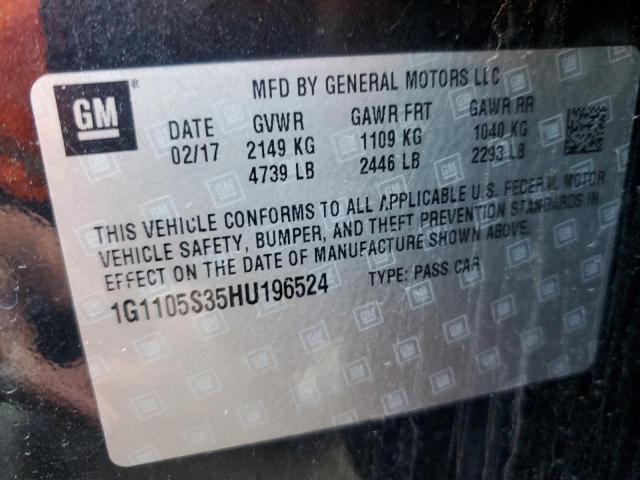 GM ®
MFD BY GENERAL MOTORS LLC
DATE GVWR GAWR FRT GAWR RR
02/17 2149 KG 1109 KG 1040 KG
4739 LB 2446 LB 2293 LB
THIS VEHICLE CONFORMS TO ALL APPLICABLE U.S. FEDERAL MOTOR
VEHICLE SAFETY, BUMPER, AND THEFT PREVENTION STANDARDS IN
EFFECT ON THE DATE OF MANUFACTURE SHOWN ABOVE.
1G1105S35HU196524 TYPE: PASS CAR